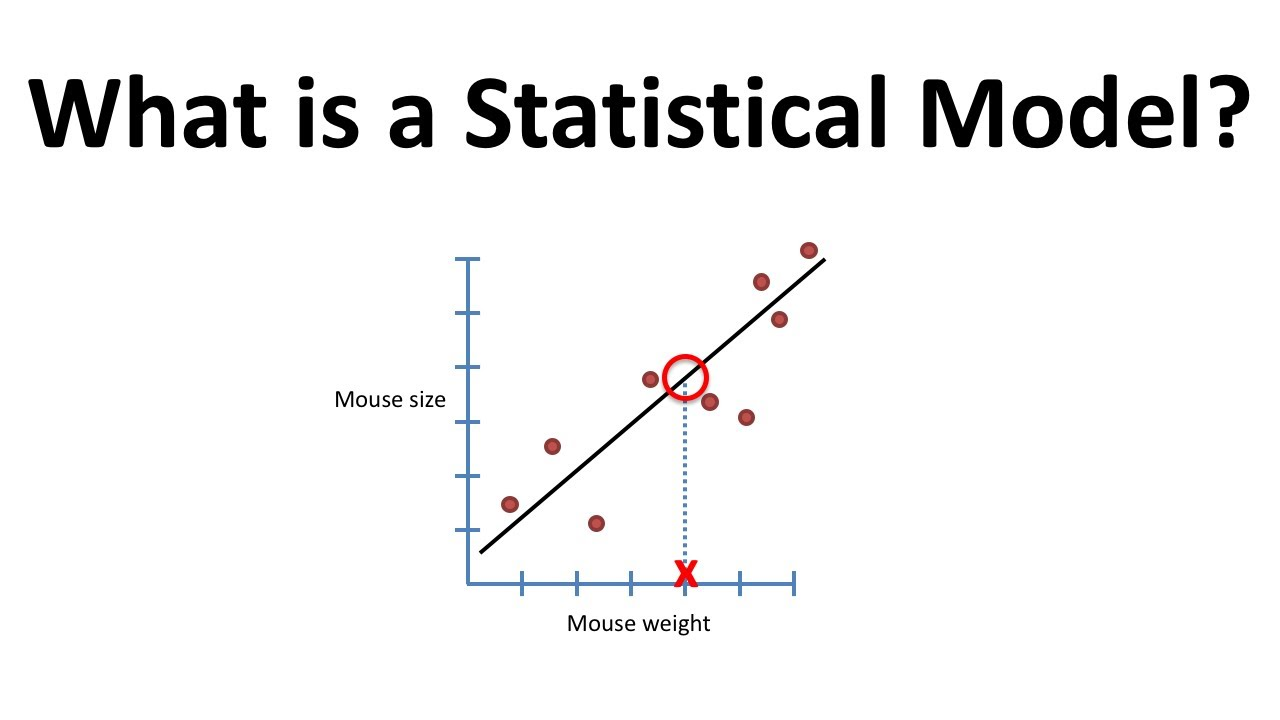 What is a Statistical Model?
Mouse size
X
Mouse weight